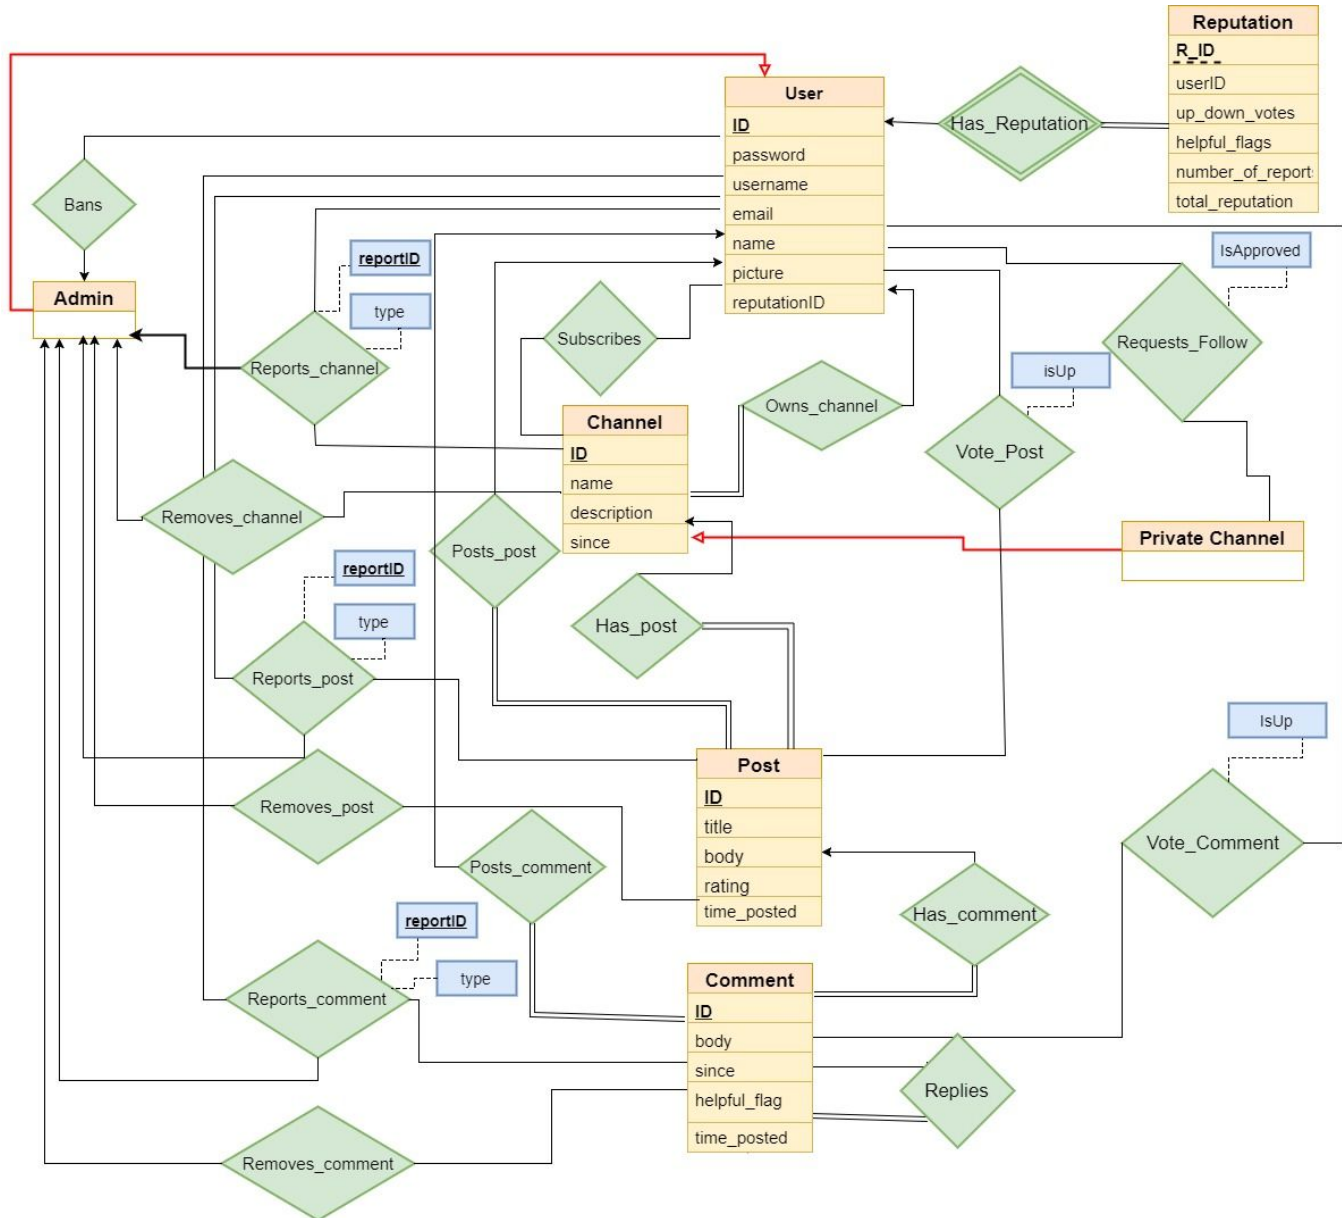 Reputation
R_ID
userID
up_down_votes
helpful_flags
number_of_report
total_reputation
User
ID
password
username
email
name
picture
reputationID
Has_Reputation
Bans
Admin
reportID
type
Reports_channel
Subscribes
IsApproved
Requests_Follow
isUp
Vote_Post
Owns_channel
Channel
ID
name
description
since
Removes_channel
Posts_post
Private Channel
reportID
type
Reports_post
Has_post
Removes_post
Post
ID
title
body
rating
time_posted
IsUp
Vote_Comment
Posts_comment
Has_comment
reportID
type
Reports_comment
Comment
ID
body
since
helpful_flag
time_posted
Replies
Removes_comment